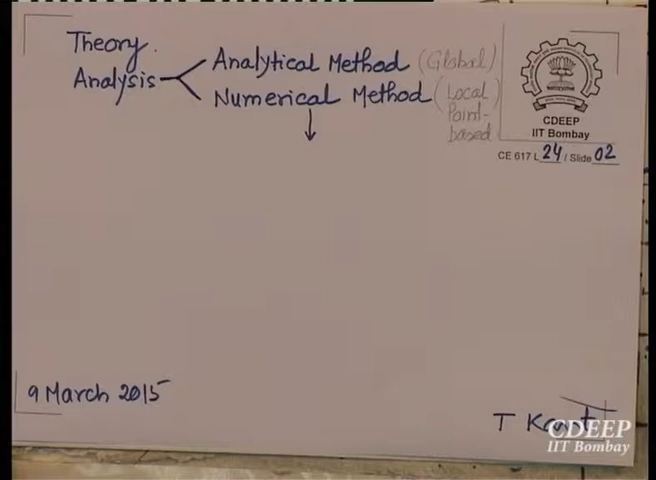 Theory.
Analysis
Analytical Method (Global)
Numerical Method (Local
Point-
based)
CDEEP
IIT Bombay
CE 617 L 24 / Slide 02
9 March 2015
T Kant
CDEEP
IIT Bombay